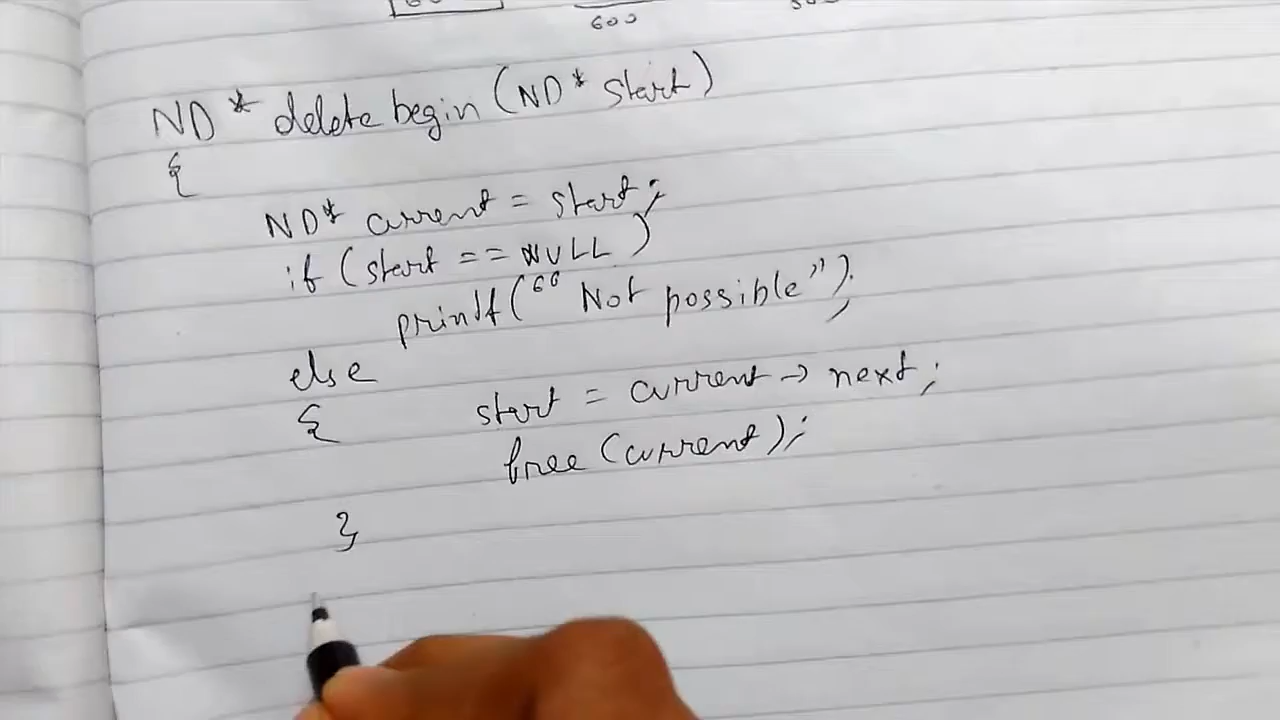 600
ND * delete begin (ND * start)
{
ND* current = start;
if (start == NULL)
printf("Not possible");
else
{ start = current -> next;
free (current);
}